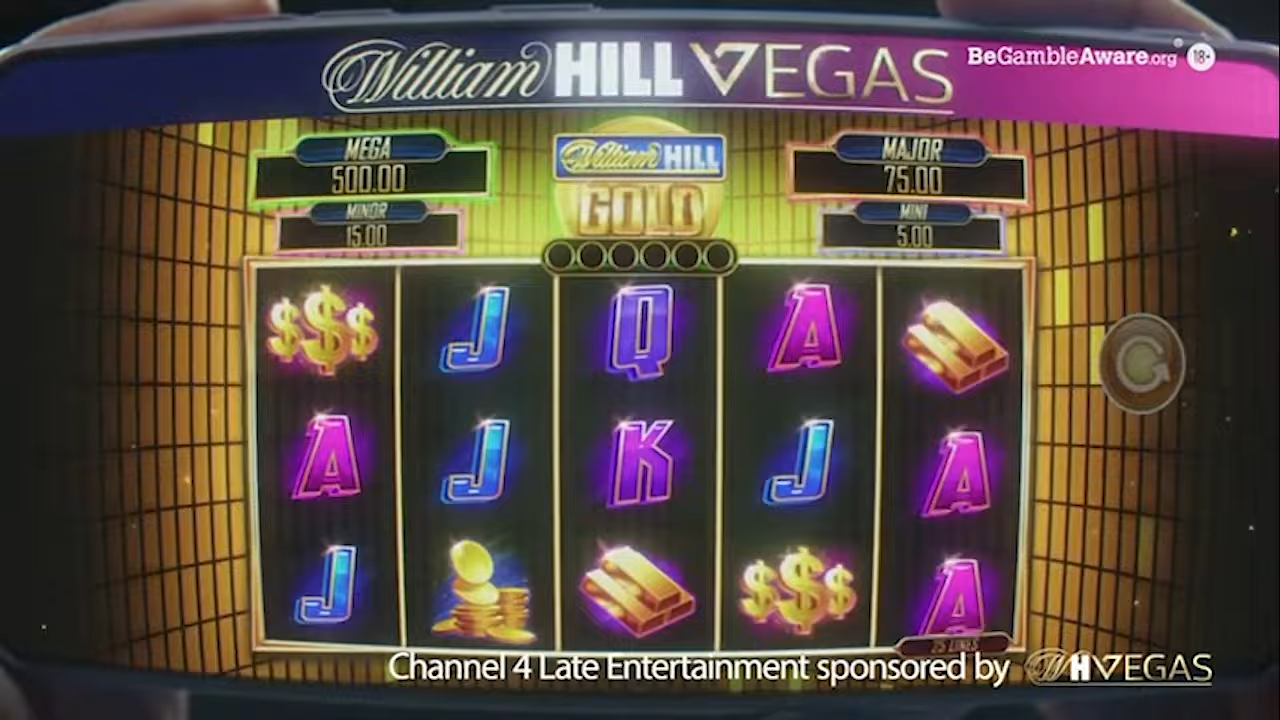 William HILL VEGAS
BeGambleAware.org® 18+
MEGA
500.00
William HILL
GOLD
MAJOR
75.00
MINOR
15.00
MINI
5.00
$$$ J Q A
A J K J A
J $$$ A
25 LINES
Channel 4 Late Entertainment sponsored by WH VEGAS